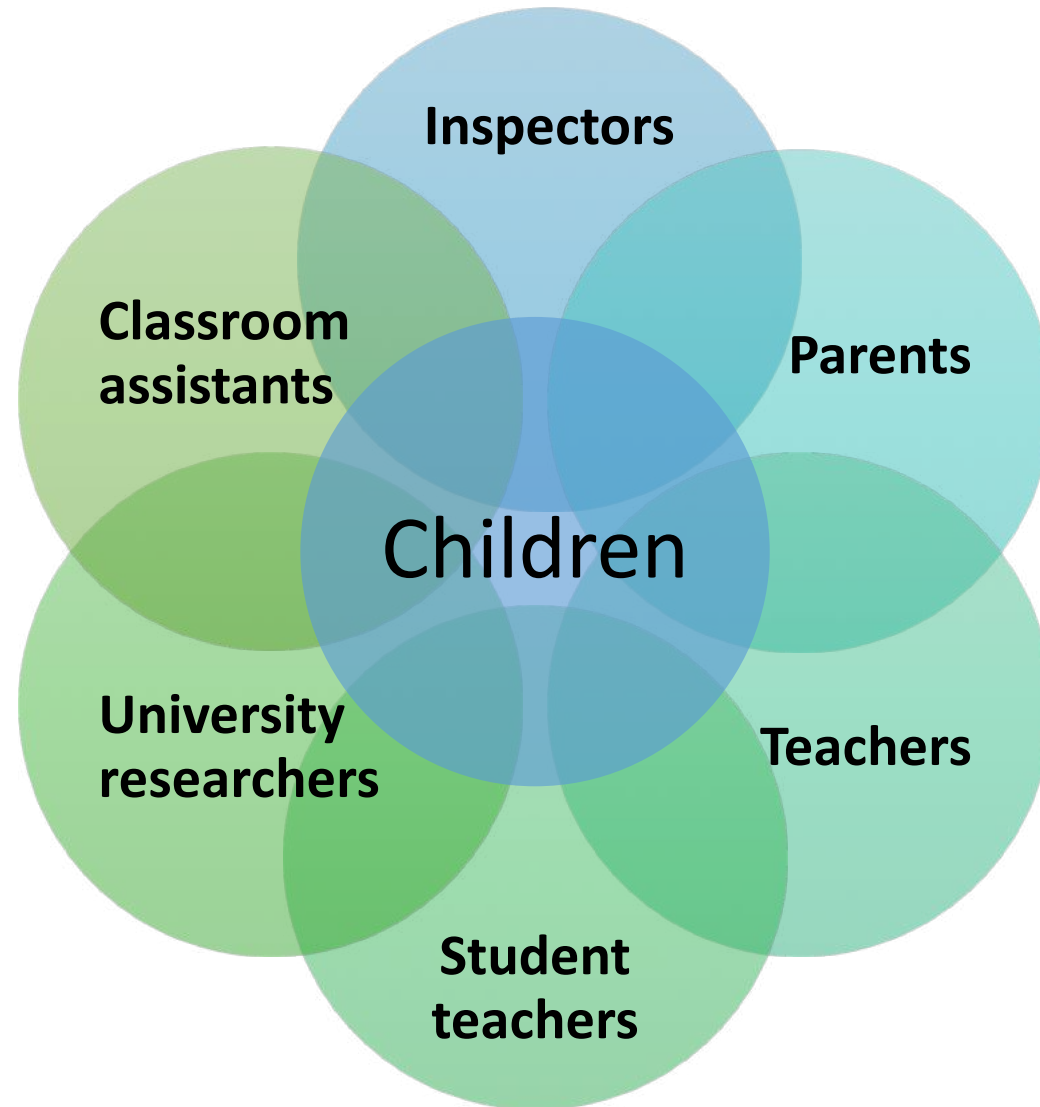 Inspectors
Classroom
assistants
Parents
Children
University
researchers
Teachers
Student
teachers